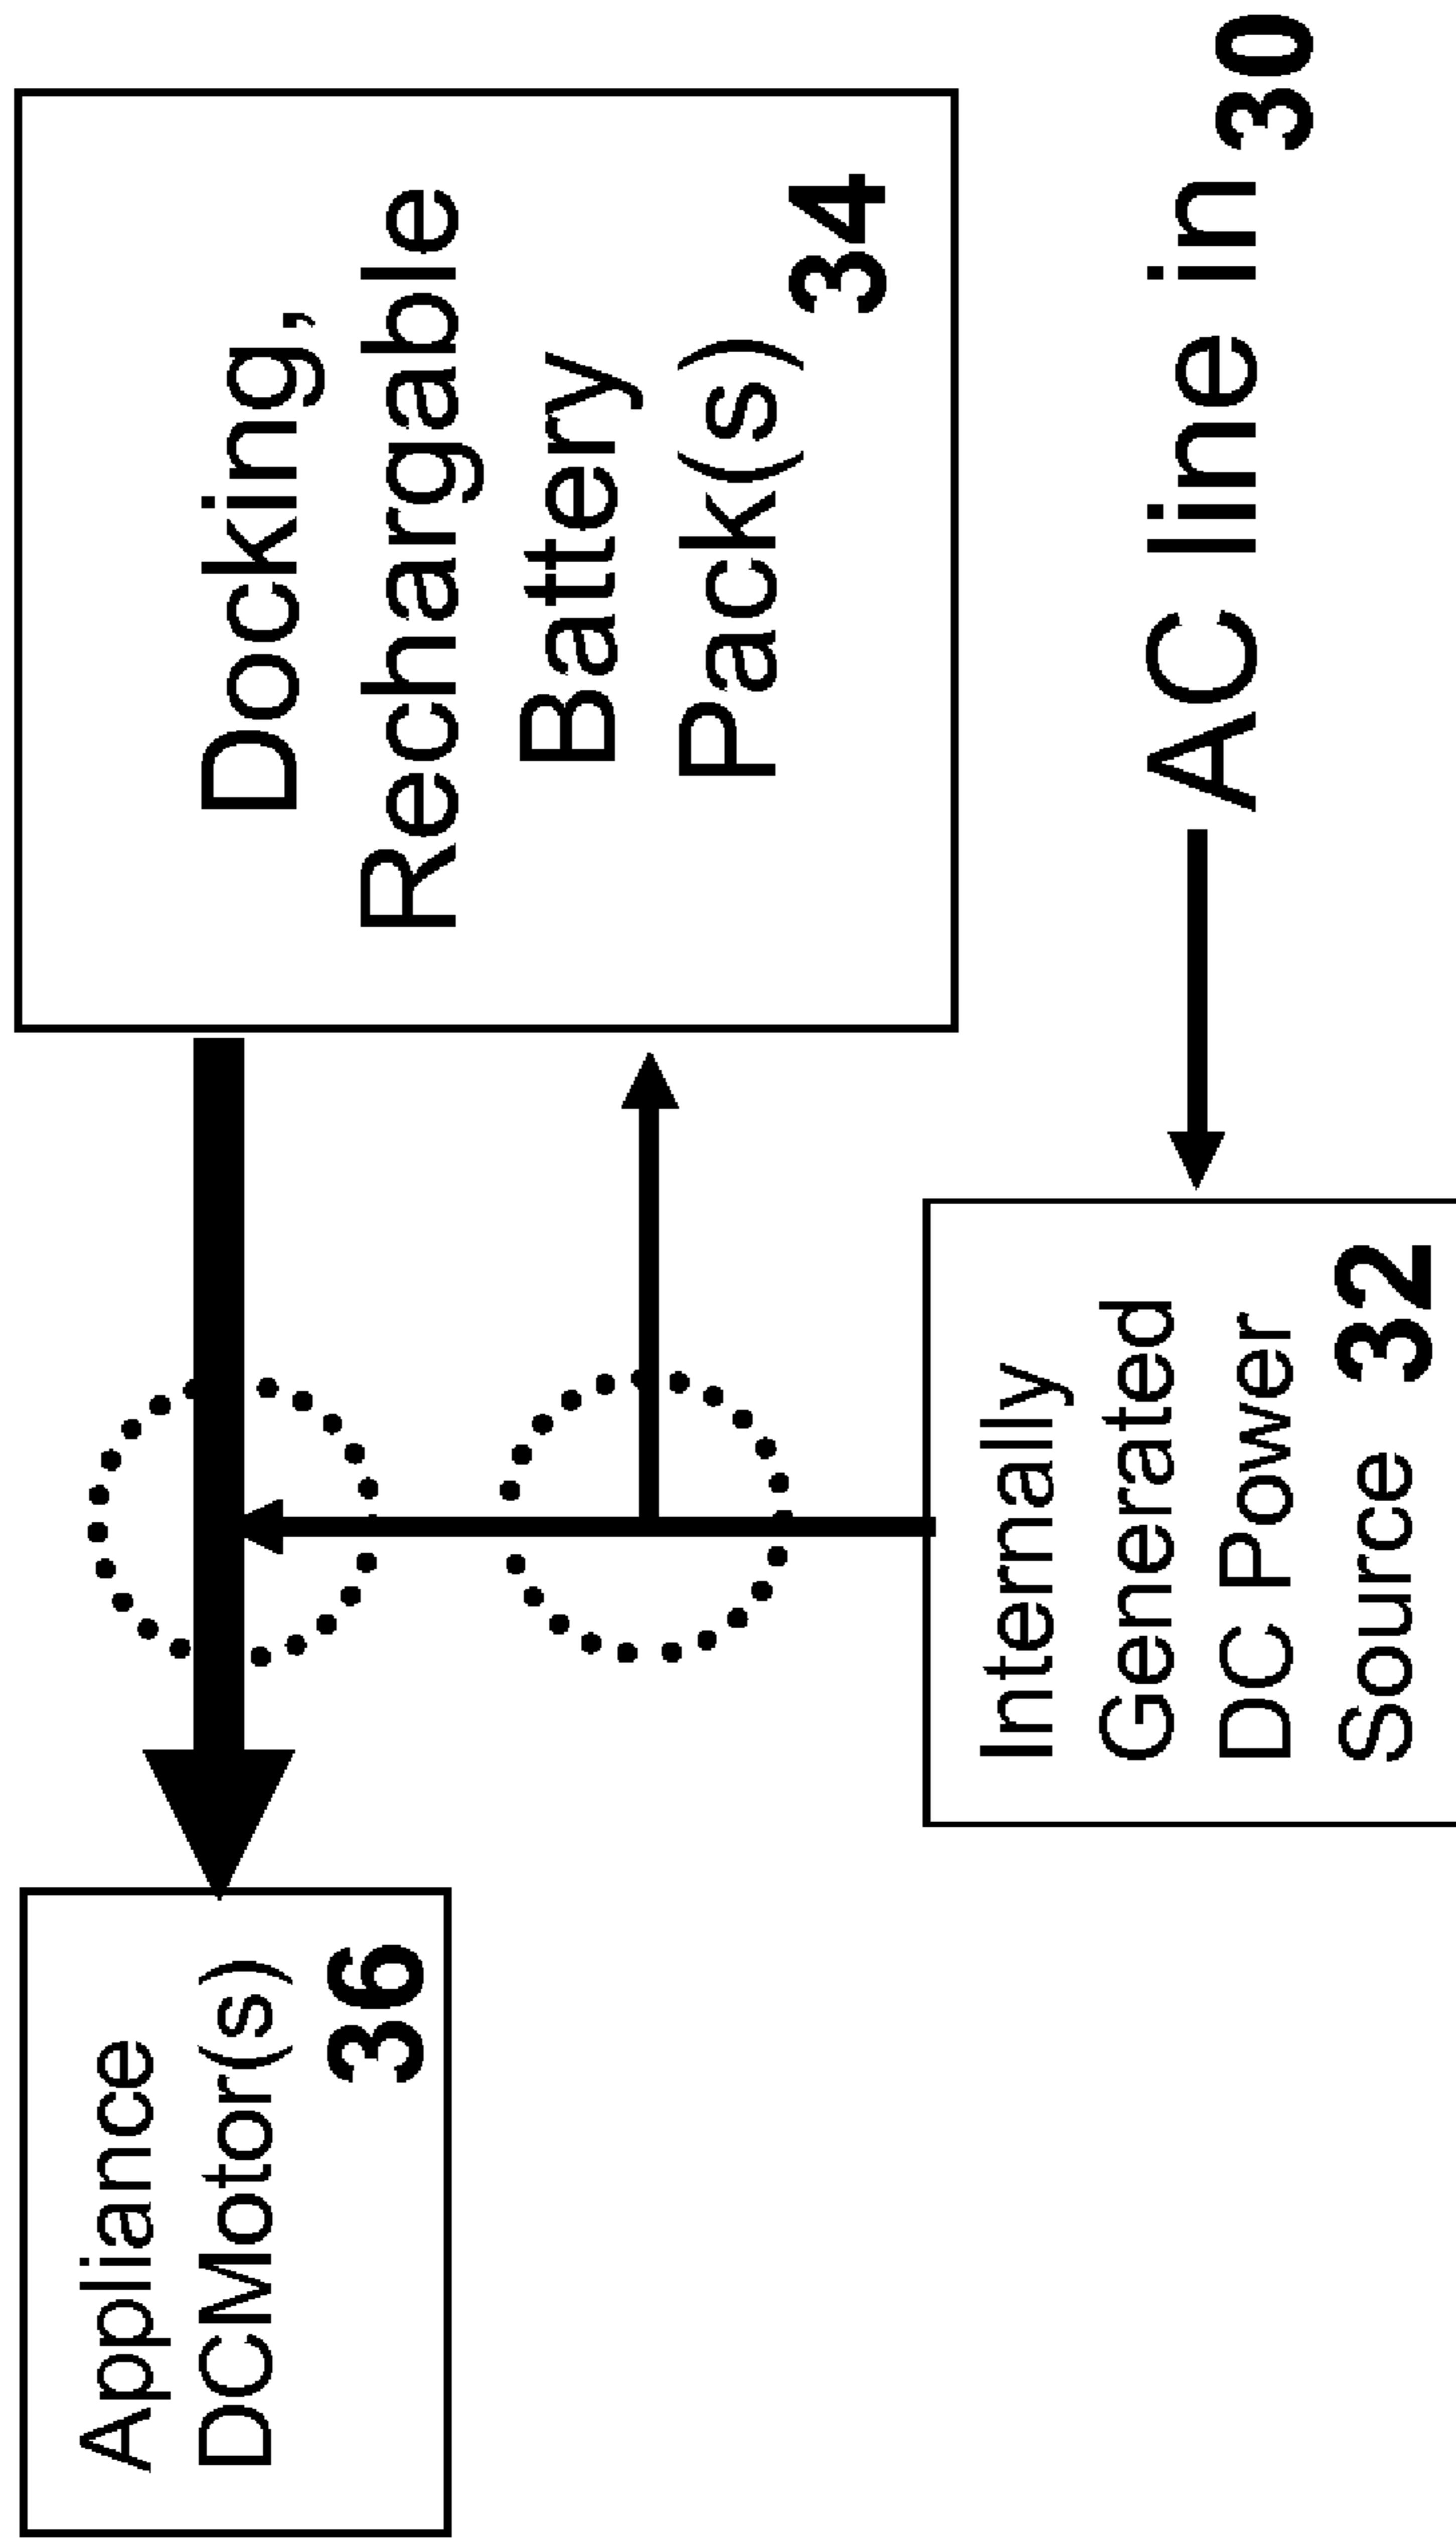 Appliance
DCMotor(s)
36
Docking,
Rechargable
Battery
Pack(s)
34
Internally
Generated
DC Power
Source 32
AC line in 30